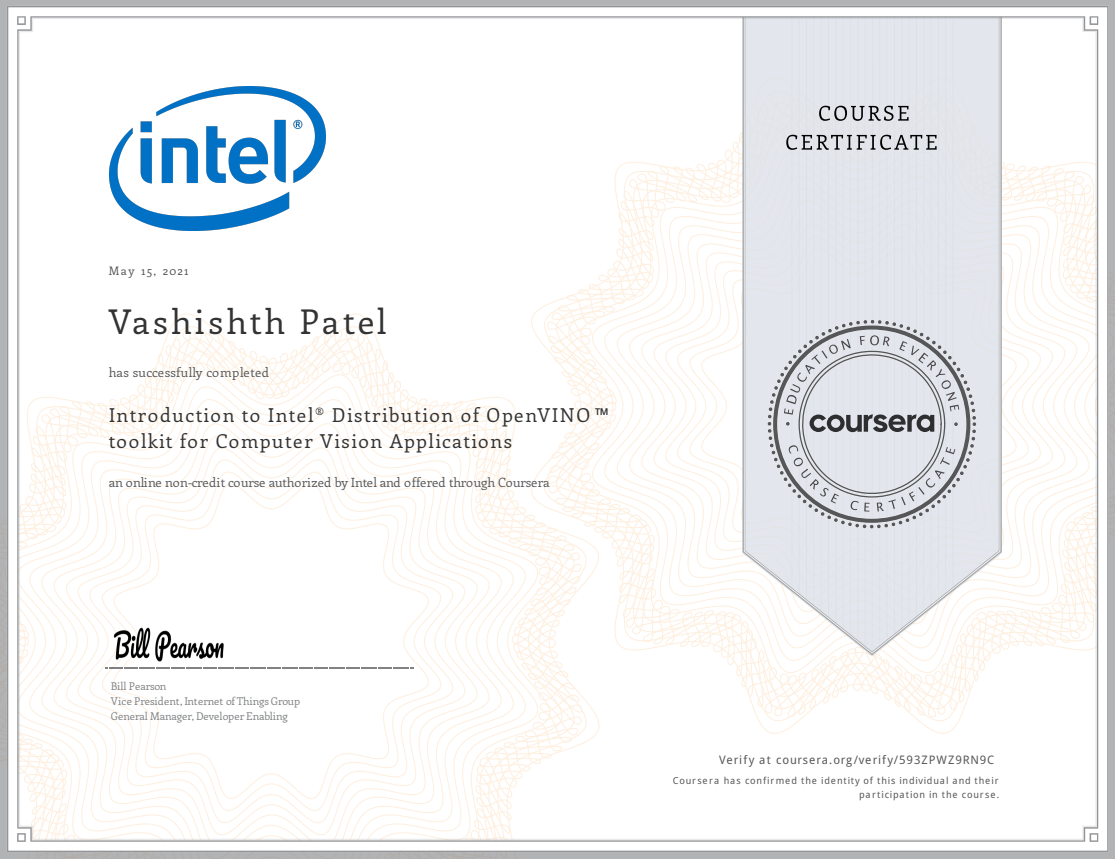 intel®
COURSE
CERTIFICATE
May 15, 2021
Vashishth Patel
has successfully completed
Introduction to Intel® Distribution of OpenVINO™
toolkit for Computer Vision Applications
an online non-credit course authorized by Intel and offered through Coursera
EDUCATION FOR EVERYONE
coursera
COURSE CERTIFICATE
Bill Pearson
Bill Pearson
Vice President, Internet of Things Group
General Manager, Developer Enabling
Verify at coursera.org/verify/593ZPWZ9RN9C
Coursera has confirmed the identity of this individual and their
participation in the course.